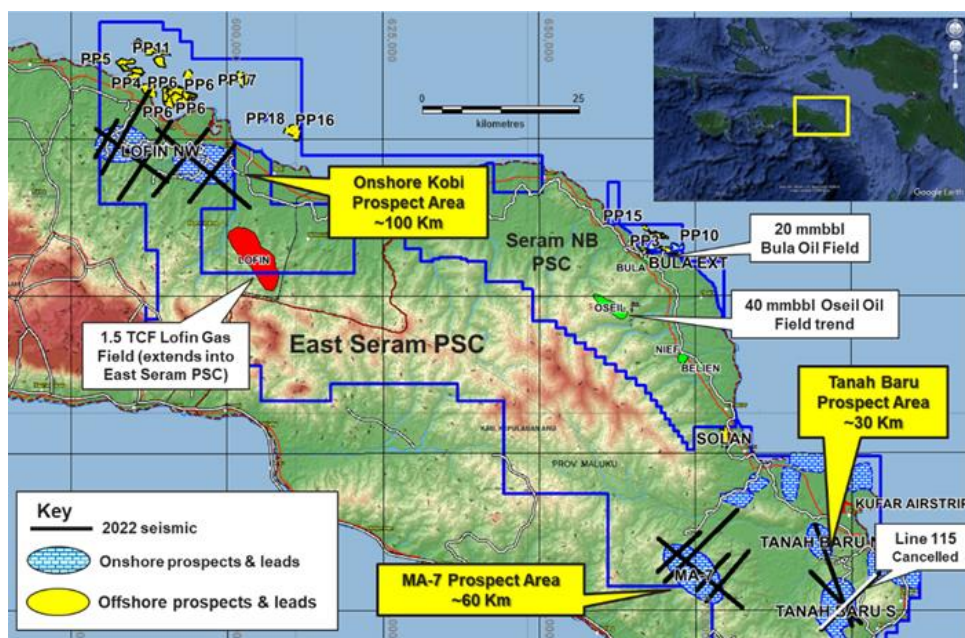 600,000
625,000
650,000
PP11
PP5
PP4
PP6
PP6
PP17
PP6
PP6
PP18
PP16
LOFIN NW
0
25
kilometres
Google Earth
Onshore Kobi
Prospect Area
~100 Km
LOFIN
Seram NB
PSC
PP15
PP3
PP10
BULA
BULA EXT
20 mmbbl
Bula Oil Field
OSEIL
40 mmbbl Oseil Oil
Field trend
1.5 TCF Lofin Gas
Field (extends into
East Seram PSC)
East Seram PSC
NIEF
BELIEN
Tanah Baru
Prospect Area
~30 Km
SOLAN
PROV. MALUKU
KUFAR AIRSTRIP
Key
2022 seismic
Onshore prospects & leads
Offshore prospects & leads
TANAH BARU N
Line 115
Cancelled
MA-7
MA-7 Prospect Area
~60 Km
TANAH BARU S